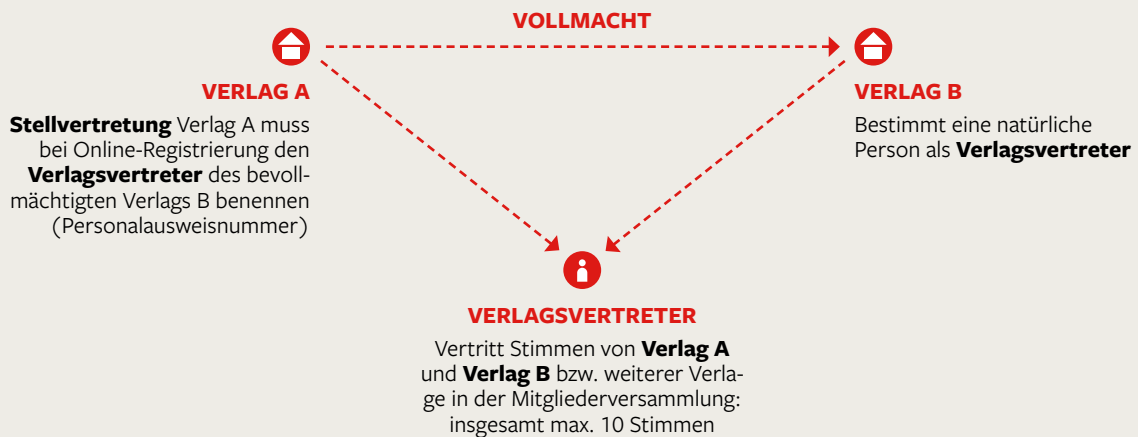 VOLLMACHT
VERLAG A
Stellvertretung Verlag A muss
bei Online-Registrierung den
Verlagsvertreter des bevoll-
mächtigten Verlags B benennen
(Personalausweisnummer)
VERLAG B
Bestimmt eine natürliche
Person als Verlagsvertreter
VERLAGSVERTRETER
Vertritt Stimmen von Verlag A
und Verlag B bzw. weiterer Verla-
ge in der Mitgliederversammlung:
insgesamt max. 10 Stimmen